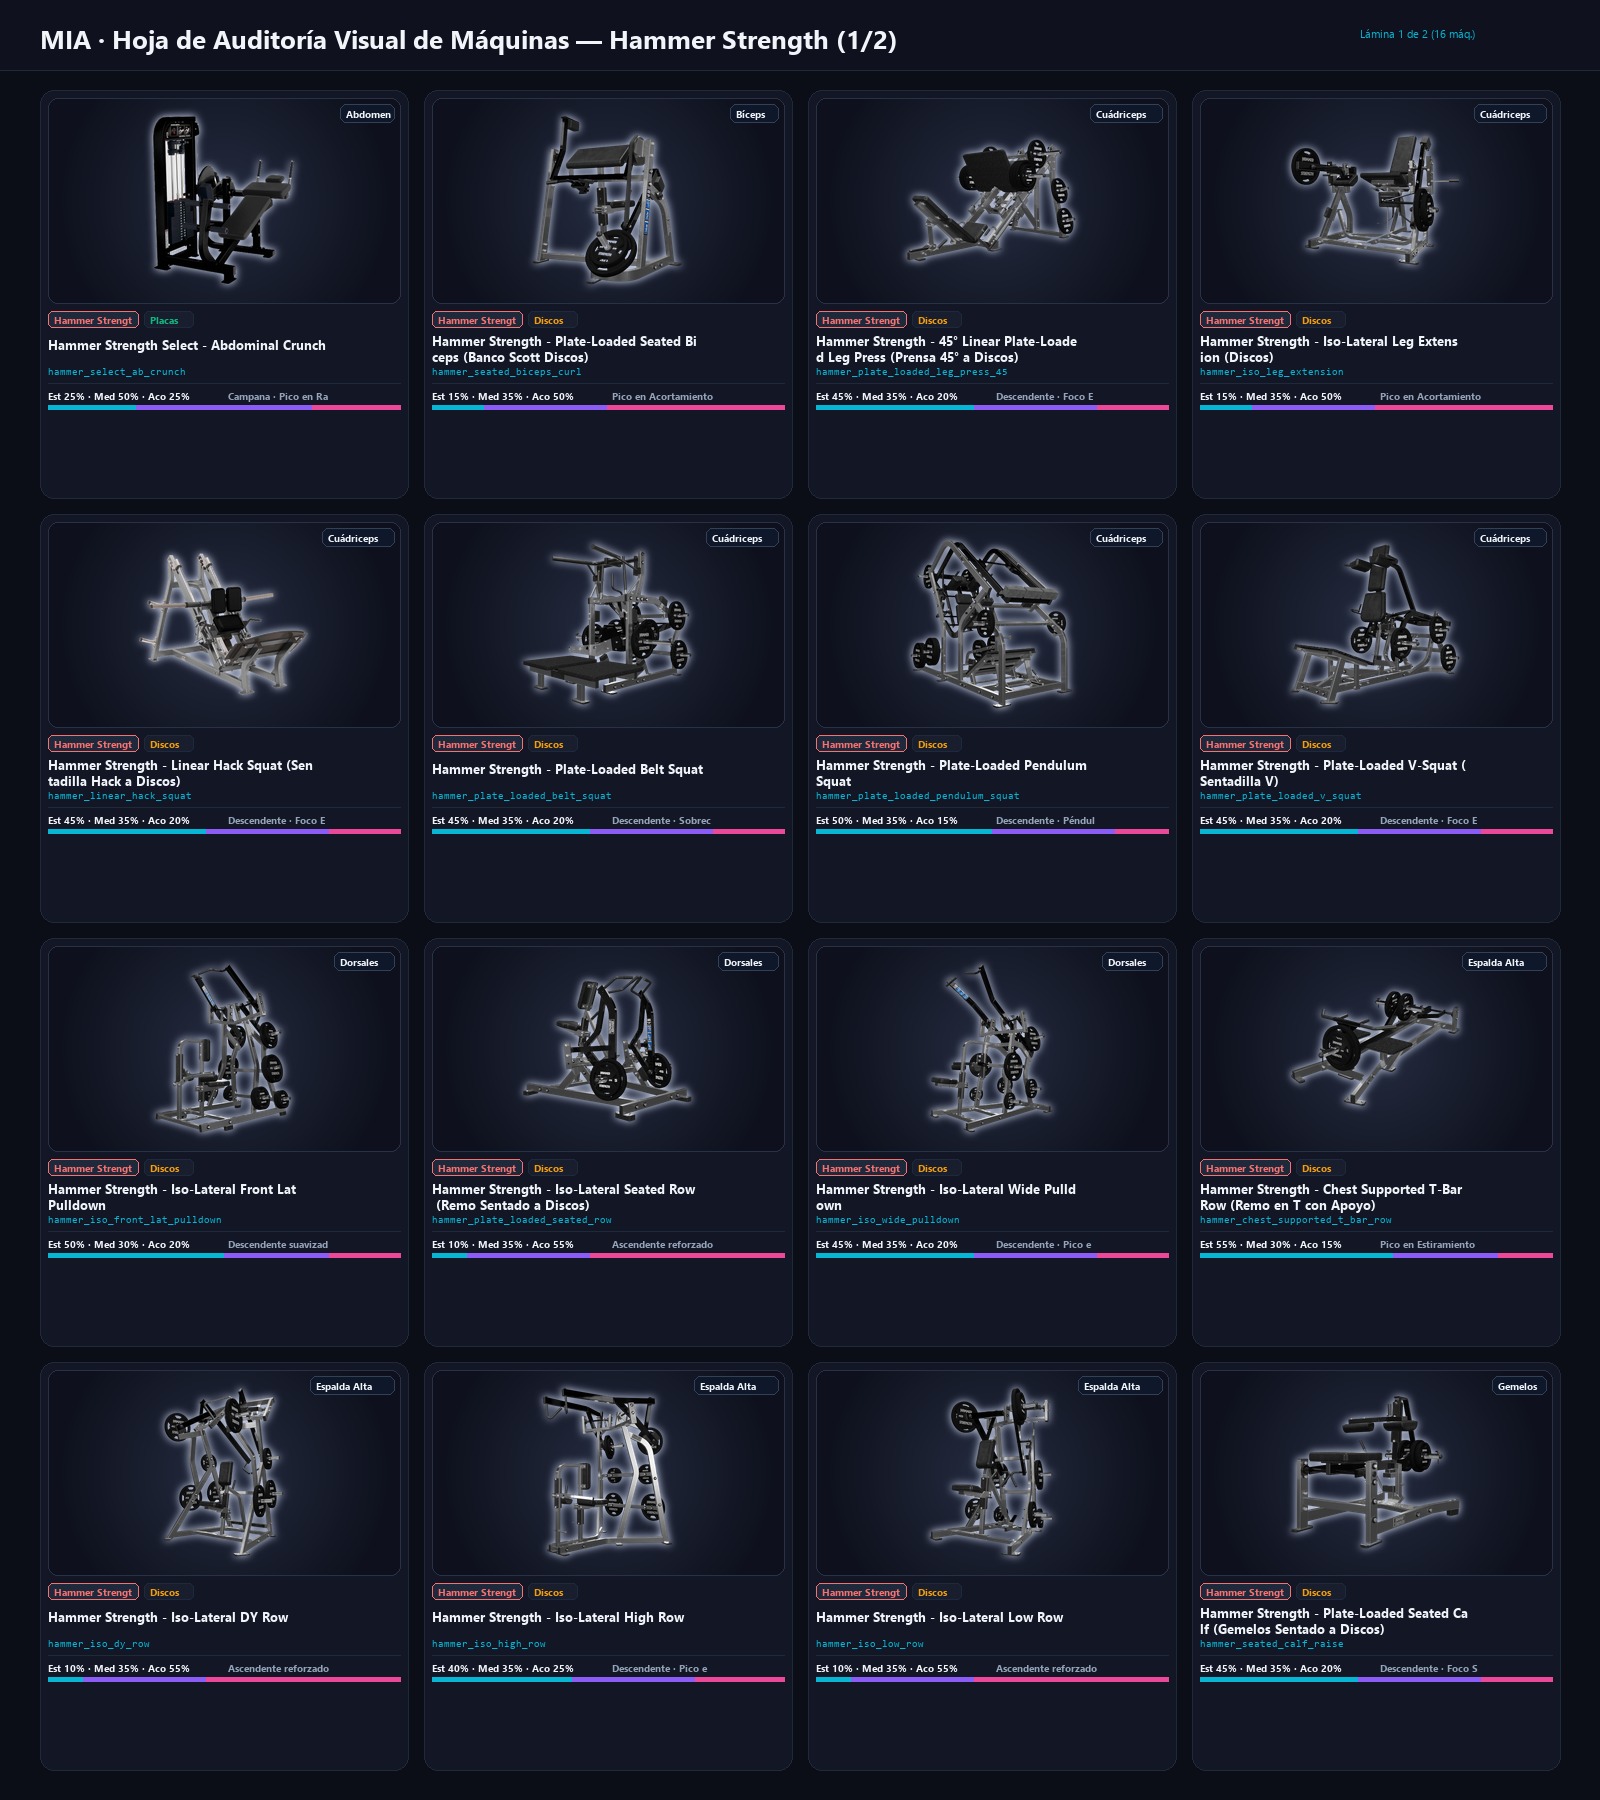 MIA · Hoja de Auditoría Visual de Máquinas — Hammer Strength (1/2)
Lámina 1 de 2 (16 máq.)
Abdomen
Hammer Strengt
Placas
Hammer Strength Select - Abdominal Crunch
hammer_select_ab_crunch
Est 25% · Med 50% · Aco 25%
Campana · Pico en Ra
Bíceps
Hammer Strengt
Discos
Hammer Strength - Plate-Loaded Seated Bi
ceps (Banco Scott Discos)
hammer_seated_biceps_curl
Est 15% · Med 35% · Aco 50%
Pico en Acortamiento
Cuádriceps
Hammer Strengt
Discos
Hammer Strength - 45° Linear Plate-Loade
d Leg Press (Prensa 45° a Discos)
hammer_plate_loaded_leg_press_45
Est 45% · Med 35% · Aco 20%
Descendente · Foco E
Cuádriceps
Hammer Strengt
Discos
Hammer Strength - Iso-Lateral Leg Extens
ion (Discos)
hammer_iso_leg_extension
Est 15% · Med 35% · Aco 50%
Pico en Acortamiento
Cuádriceps
Hammer Strengt
Discos
Hammer Strength - Linear Hack Squat (Sen
tadilla Hack a Discos)
hammer_linear_hack_squat
Est 45% · Med 35% · Aco 20%
Descendente · Foco E
Cuádriceps
Hammer Strengt
Discos
Hammer Strength - Plate-Loaded Belt Squat
hammer_plate_loaded_belt_squat
Est 45% · Med 35% · Aco 20%
Descendente · Sobrec
Cuádriceps
Hammer Strengt
Discos
Hammer Strength - Plate-Loaded Pendulum
Squat
hammer_plate_loaded_pendulum_squat
Est 50% · Med 35% · Aco 15%
Descendente · Péndul
Cuádriceps
Hammer Strengt
Discos
Hammer Strength - Plate-Loaded V-Squat (
Sentadilla V)
hammer_plate_loaded_v_squat
Est 45% · Med 35% · Aco 20%
Descendente · Foco E
Dorsales
Hammer Strengt
Discos
Hammer Strength - Iso-Lateral Front Lat
Pulldown
hammer_iso_front_lat_pulldown
Est 50% · Med 30% · Aco 20%
Descendente suavizad
Dorsales
Hammer Strengt
Discos
Hammer Strength - Iso-Lateral Seated Row
(Remo Sentado a Discos)
hammer_plate_loaded_seated_row
Est 10% · Med 35% · Aco 55%
Ascendente reforzado
Dorsales
Hammer Strengt
Discos
Hammer Strength - Iso-Lateral Wide Pulld
own
hammer_iso_wide_pulldown
Est 45% · Med 35% · Aco 20%
Descendente · Pico e
Espalda Alta
Hammer Strengt
Discos
Hammer Strength - Chest Supported T-Bar
Row (Remo en T con Apoyo)
hammer_chest_supported_t_bar_row
Est 55% · Med 30% · Aco 15%
Pico en Estiramiento
Espalda Alta
Hammer Strengt
Discos
Hammer Strength - Iso-Lateral DY Row
hammer_iso_dy_row
Est 10% · Med 35% · Aco 55%
Ascendente reforzado
Espalda Alta
Hammer Strengt
Discos
Hammer Strength - Iso-Lateral High Row
hammer_iso_high_row
Est 40% · Med 35% · Aco 25%
Descendente · Pico e
Espalda Alta
Hammer Strengt
Discos
Hammer Strength - Iso-Lateral Low Row
hammer_iso_low_row
Est 10% · Med 35% · Aco 55%
Ascendente reforzado
Gemelos
Hammer Strengt
Discos
Hammer Strength - Plate-Loaded Seated Ca
lf (Gemelos Sentado a Discos)
hammer_seated_calf_raise
Est 45% · Med 35% · Aco 20%
Descendente · Foco S